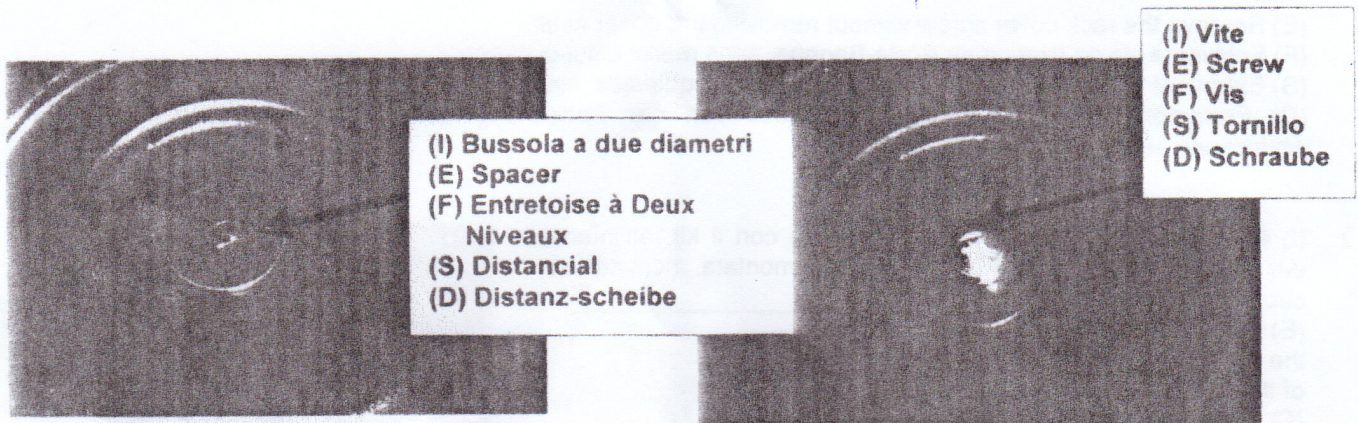 (I) Bussola a due diametri
(E) Spacer
(F) Entretoise à Deux
Niveaux
(S) Distancial
(D) Distanz-scheibe
(I) Vite
(E) Screw
(F) Vis
(S) Tornillo
(D) Schraube